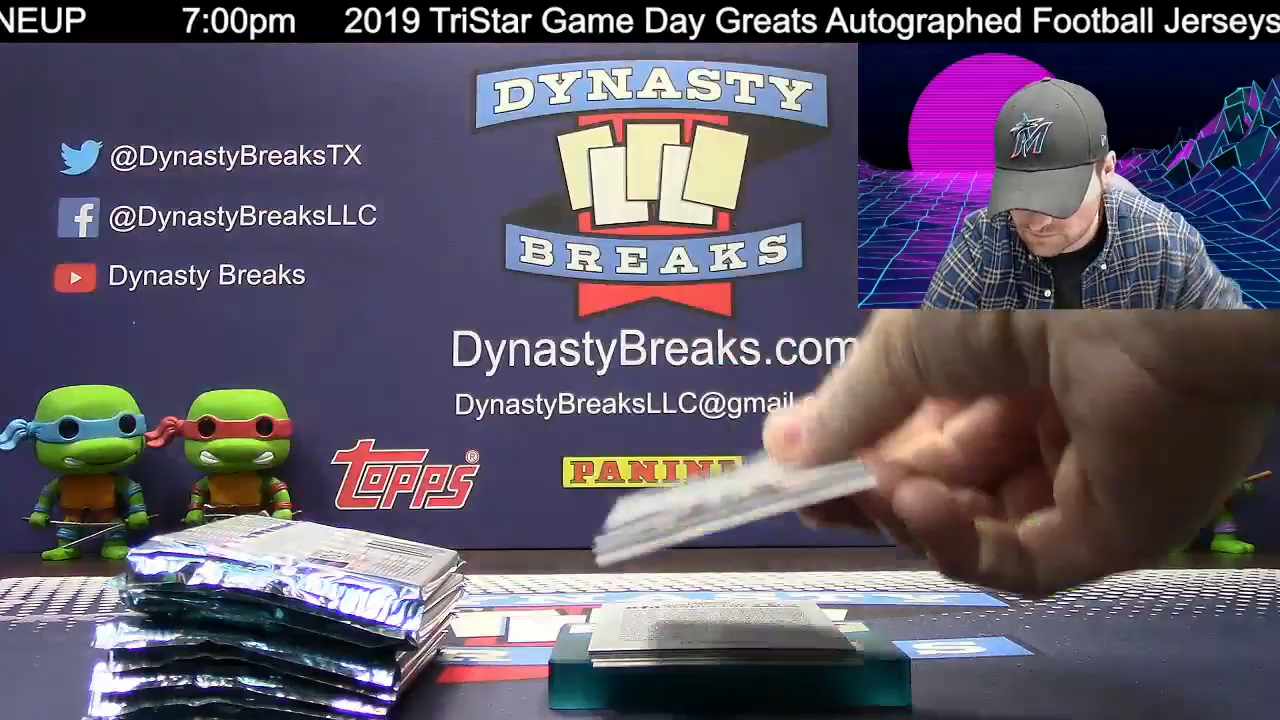 NEUP 7:00pm 2019 TriStar Game Day Greats Autographed Football Jerseys
@DynastyBreaksTX
@DynastyBreaksLLC
Dynasty Breaks
DYNASTY
BREAKS
DynastyBreaks.com
DynastyBreaksLLC@gmail.
TOPPS®
PANINI